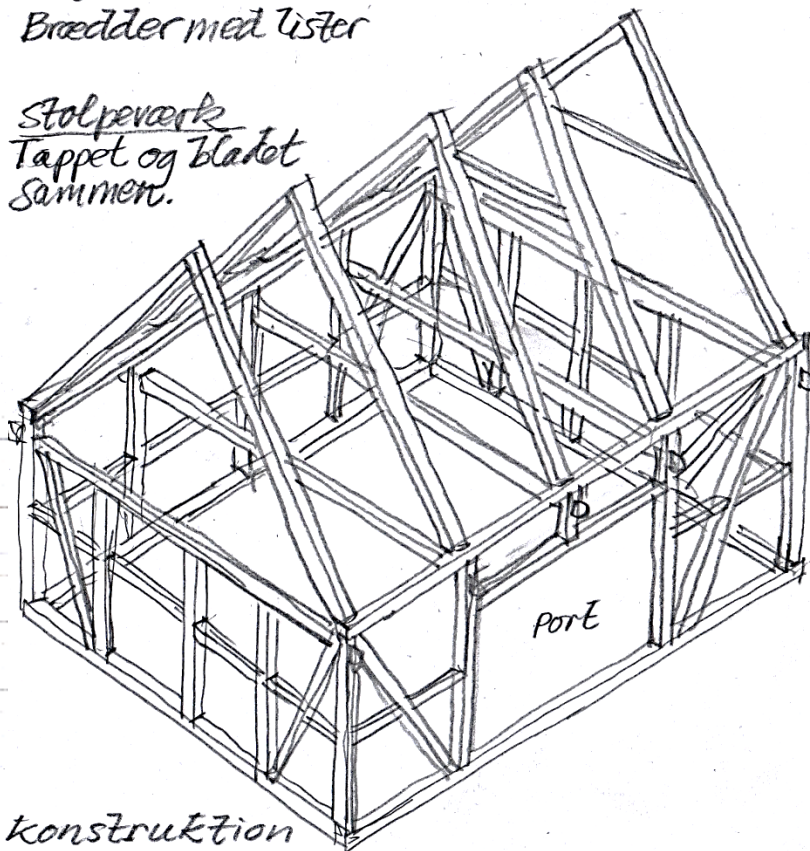 Brædder med lister
Stolpeværk
Tappet og bladet
sammen.
Port
konstruktion